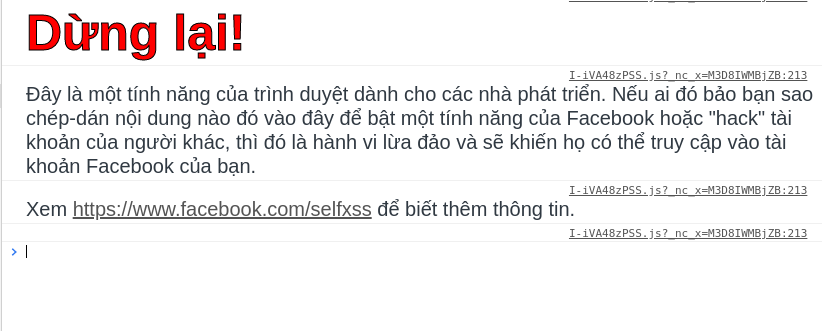 Dừng lại!
I-iVA48zPSS.js?_nc_x=M3D8IWMBjZB:213
Đây là một tính năng của trình duyệt dành cho các nhà phát triển. Nếu ai đó bảo bạn sao
chép-dán nội dung nào đó vào đây để bật một tính năng của Facebook hoặc "hack" tài
khoản của người khác, thì đó là hành vi lừa đảo và sẽ khiến họ có thể truy cập vào tài
khoản Facebook của bạn.
I-iVA48zPSS.js?_nc_x=M3D8IWMBjZB:213
Xem https://www.facebook.com/selfxss để biết thêm thông tin.
I-iVA48zPSS.js?_nc_x=M3D8IWMBjZB:213